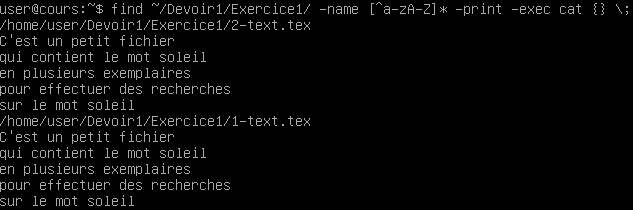 user@cours:~$ find ~/Devoir1/Exercice1/ -name [^a-zA-Z]* -print -exec cat {} \;
/home/user/Devoir1/Exercice1/2-text.tex
C'est un petit fichier
qui contient le mot soleil
en plusieurs exemplaires
pour effectuer des recherches
sur le mot soleil
/home/user/Devoir1/Exercice1/1-text.tex
C'est un petit fichier
qui contient le mot soleil
en plusieurs exemplaires
pour effectuer des recherches
sur le mot soleil